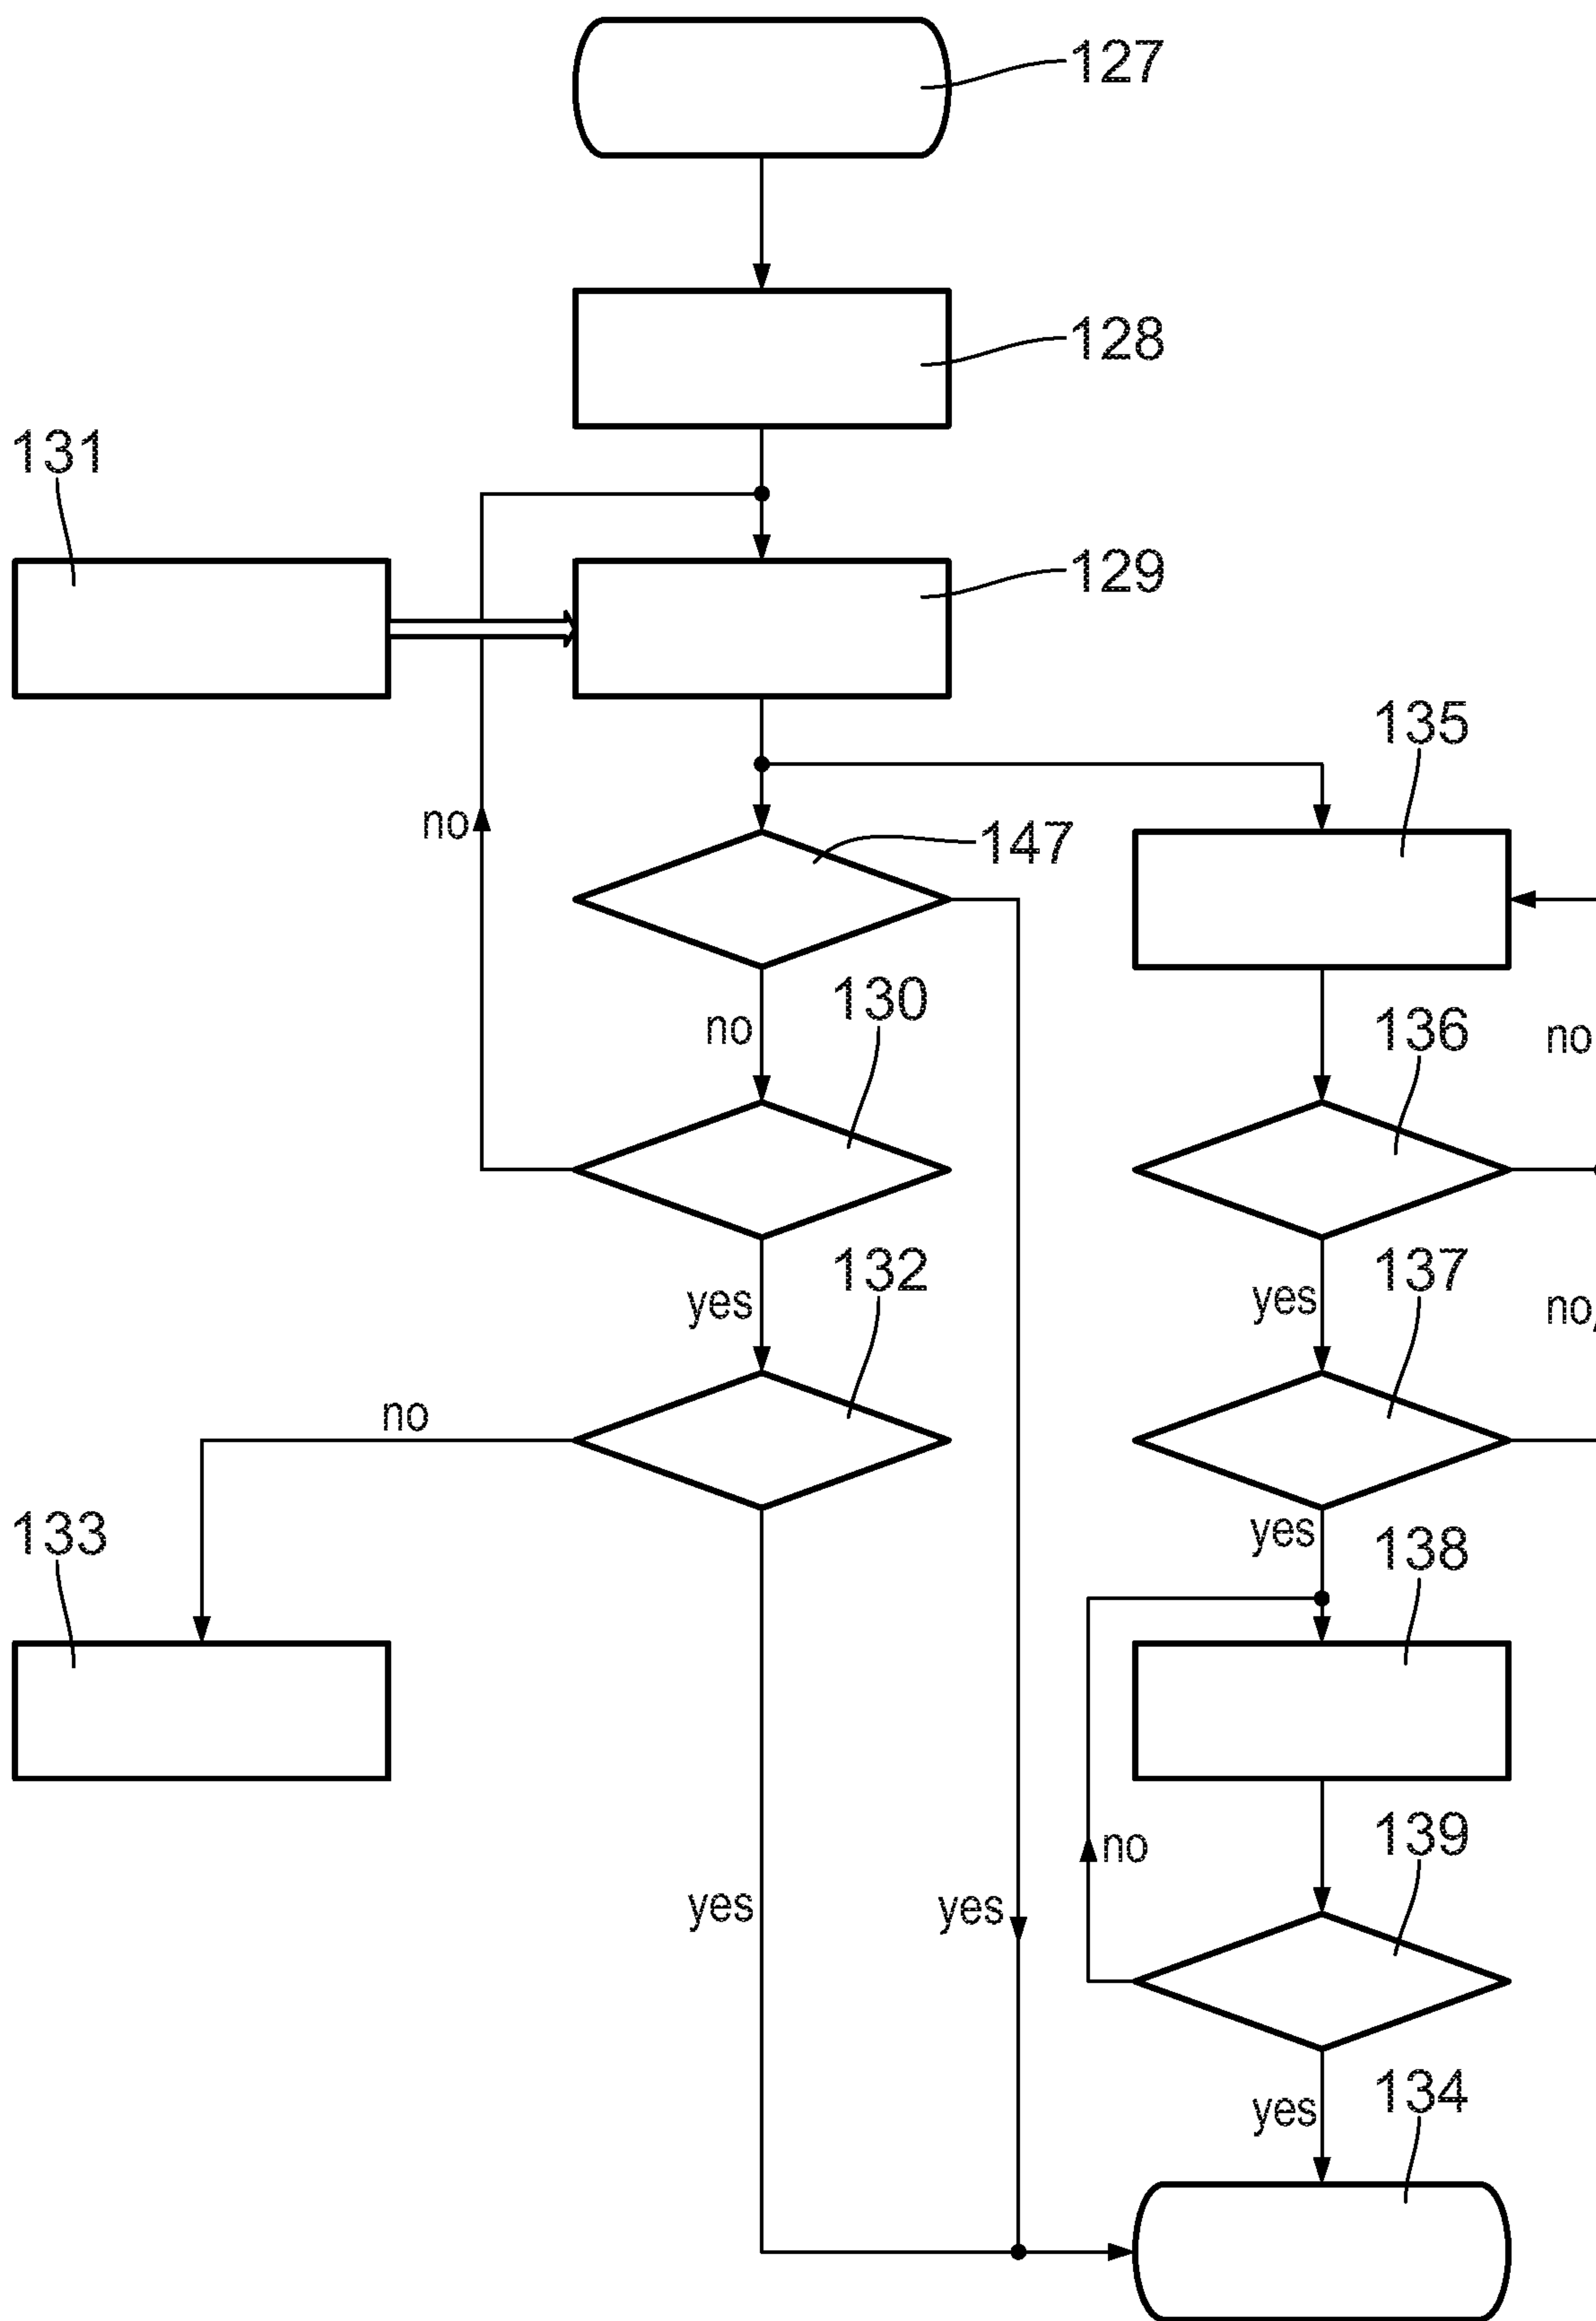 127
128
131
129
135
no
147
130
no
136
no
132
yes
137
yes
no
no
133
yes
138
no
139
yes
yes
134
yes